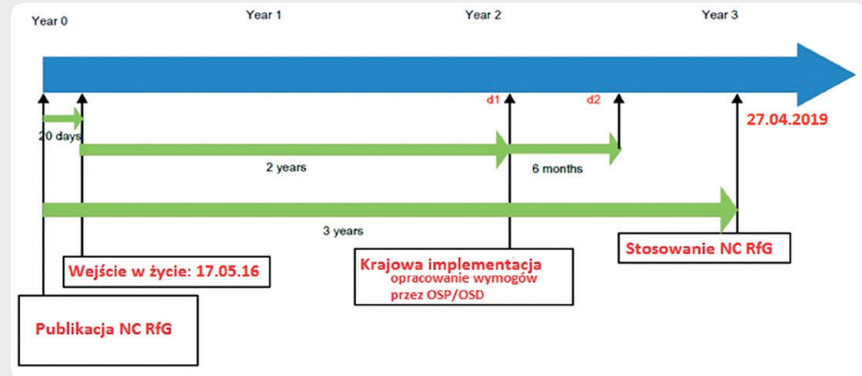 Year 0
Year 1
Year 2
Year 3
d1
d2
27.04.2019
20 days
2 years
6 months
3 years
Stosowanie NC RfG
Wejście w życie: 17.05.16
Krajowa implementacja
opracowanie wymogów
przez OSP/OSD
Publikacja NC RfG